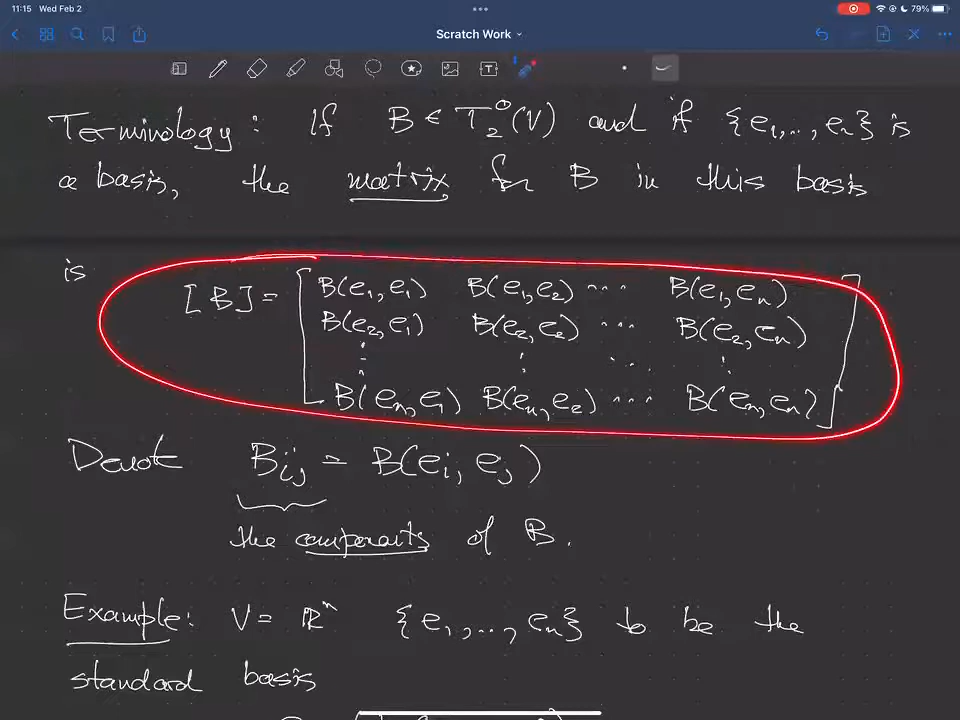 11:15 Wed Feb 2
79%
Scratch Work
Terminology: If B ∈ T₂⁰(V) and if {e₁,..,eₙ} is
a basis, the matrix for B in this basis
is
[B] = [ B(e₁,e₁) B(e₁,e₂) ... B(e₁,eₙ)
B(e₂,e₁) B(e₂,e₂) ... B(e₂,eₙ)
⋮ ⋮ ⋱ ⋮
B(eₙ,e₁) B(eₙ,e₂) ... B(eₙ,eₙ) ]
Denote Bᵢⱼ = B(eᵢ, eⱼ)
the components of B.
Example: V = ℝⁿ {e₁,..,eₙ} to be the
standard basis